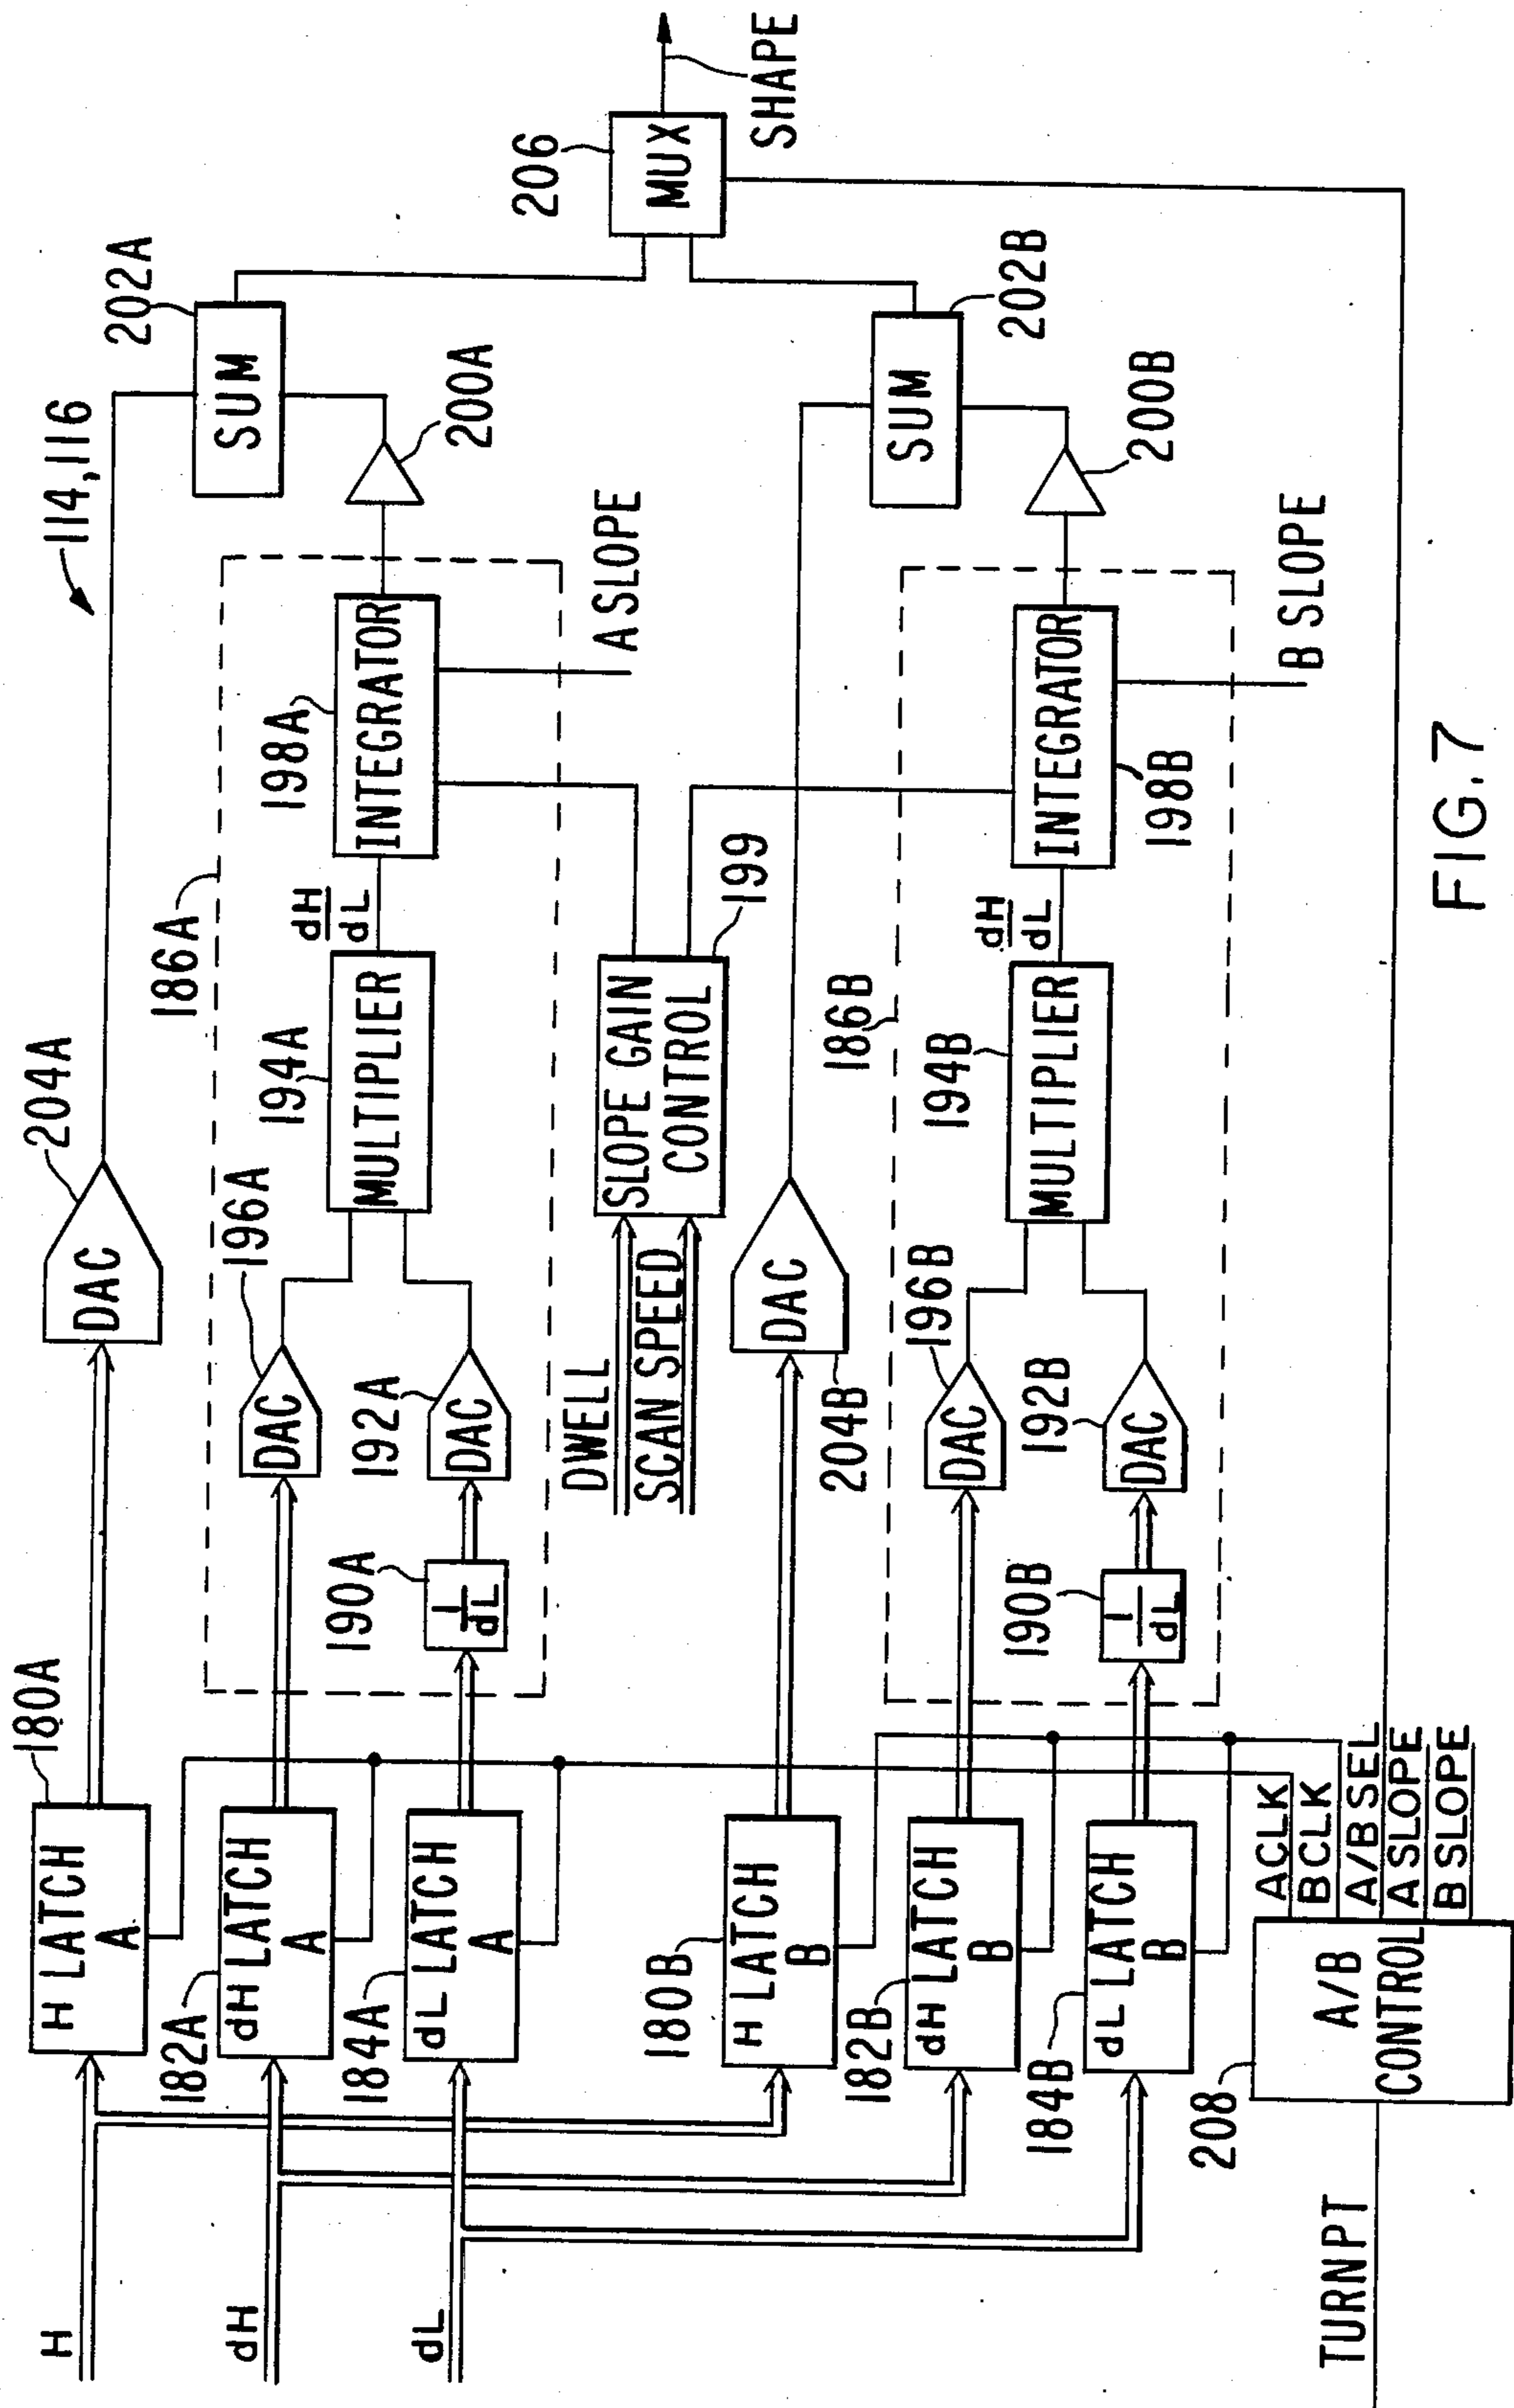 114,116
H
dH
dL
TURNPT
180A
H LATCH
A
182A
dH LATCH
A
184A
dL LATCH
A
180B
H LATCH
B
182B
dH LATCH
B
184B
dL LATCH
B
208
A/B
CONTROL
ACLK
BCLK
A/B SEL
A SLOPE
B SLOPE
204A
DAC
186A
196A
DAC
190A
1
dL
192A
DAC
194A
MULTIPLIER
dH
dL
198A
INTEGRATOR
A SLOPE
200A
202A
SUM
DWELL
SCAN SPEED
SLOPE GAIN
CONTROL
199
204B
DAC
186B
196B
DAC
190B
1
dL
192B
DAC
194B
MULTIPLIER
dH
dL
198B
INTEGRATOR
B SLOPE
200B
202B
SUM
206
MUX
SHAPE
FIG.7